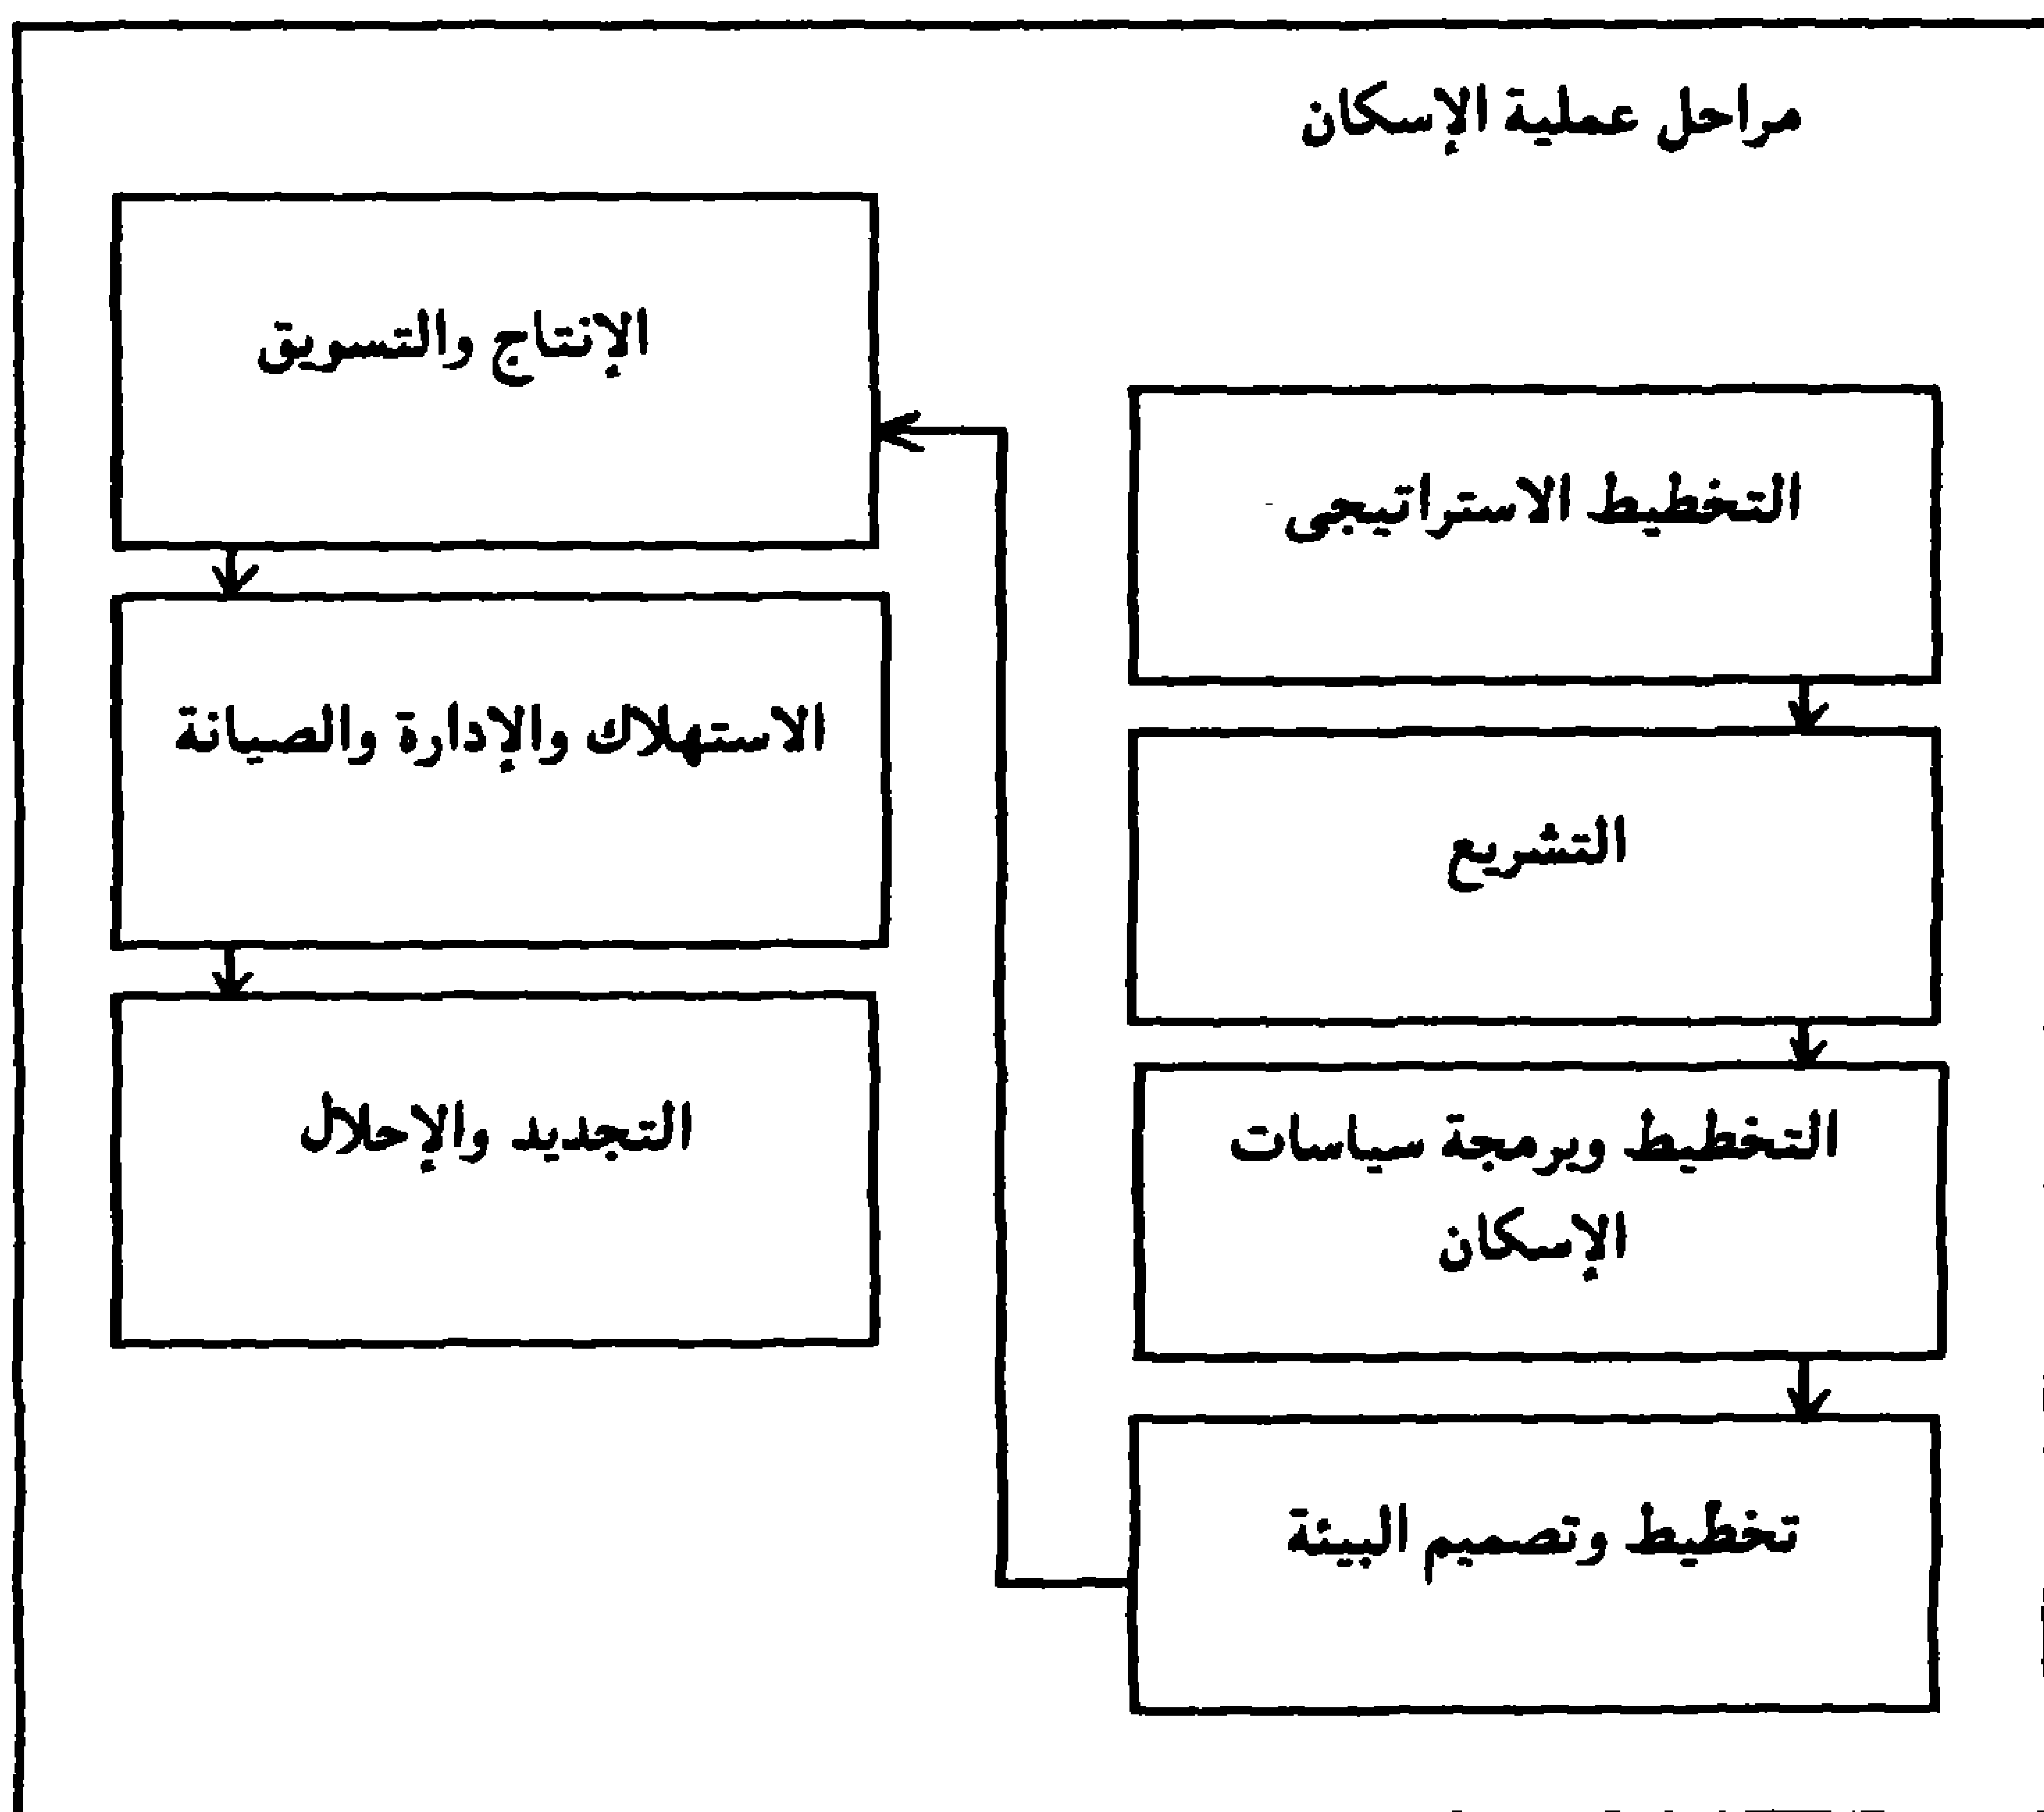 مراحل عملية الإسكان
التخطيط الاستراتيجى
التشريع
التخطيط وبرمجة سياسات
الإسكان
تخطيط وتصميم البيئة
الإنتاج والتسويق
الاستهلاك والإدارة والصيانة
التجديد والإحلال